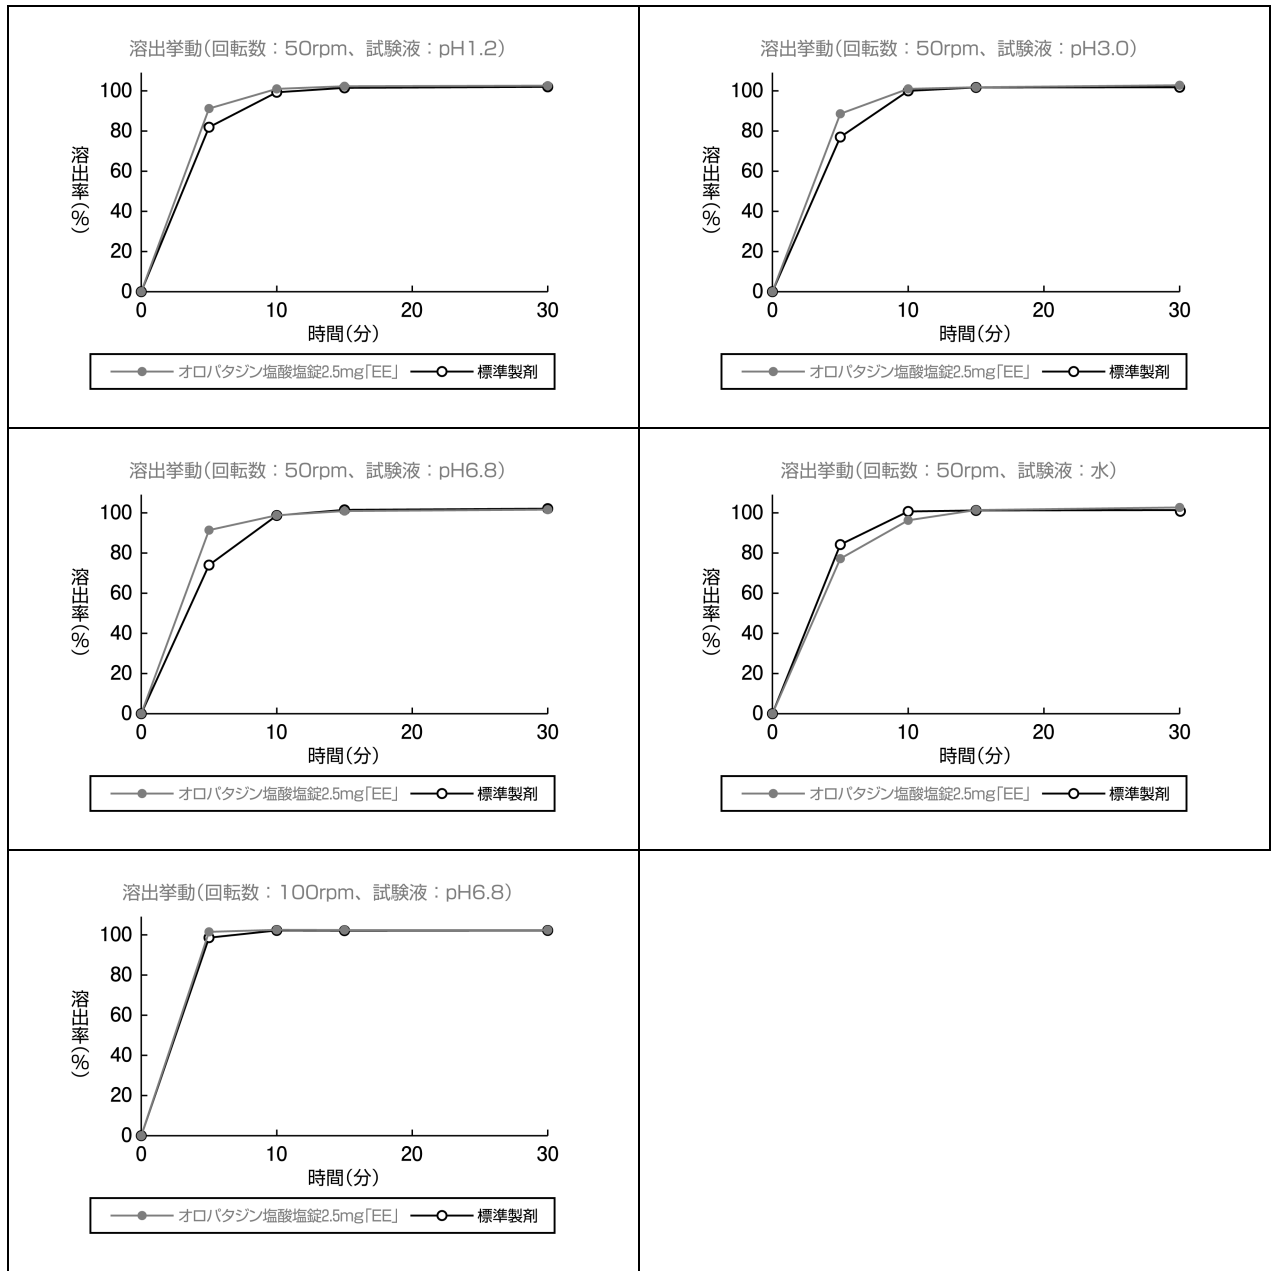 溶出挙動(回転数：50rpm、試験液：pH1.2)
100
80
60
40
20
0
溶出率(%)
0 10 20 30
時間(分)
オロパタジン塩酸塩錠2.5mg「EE」 標準製剤
溶出挙動(回転数：50rpm、試験液：pH3.0)
100
80
60
40
20
0
溶出率(%)
0 10 20 30
時間(分)
オロパタジン塩酸塩錠2.5mg「EE」 標準製剤
溶出挙動(回転数：50rpm、試験液：pH6.8)
100
80
60
40
20
0
溶出率(%)
0 10 20 30
時間(分)
オロパタジン塩酸塩錠2.5mg「EE」 標準製剤
溶出挙動(回転数：50rpm、試験液：水)
100
80
60
40
20
0
溶出率(%)
0 10 20 30
時間(分)
オロパタジン塩酸塩錠2.5mg「EE」 標準製剤
溶出挙動(回転数：100rpm、試験液：pH6.8)
100
80
60
40
20
0
溶出率(%)
0 10 20 30
時間(分)
オロパタジン塩酸塩錠2.5mg「EE」 標準製剤